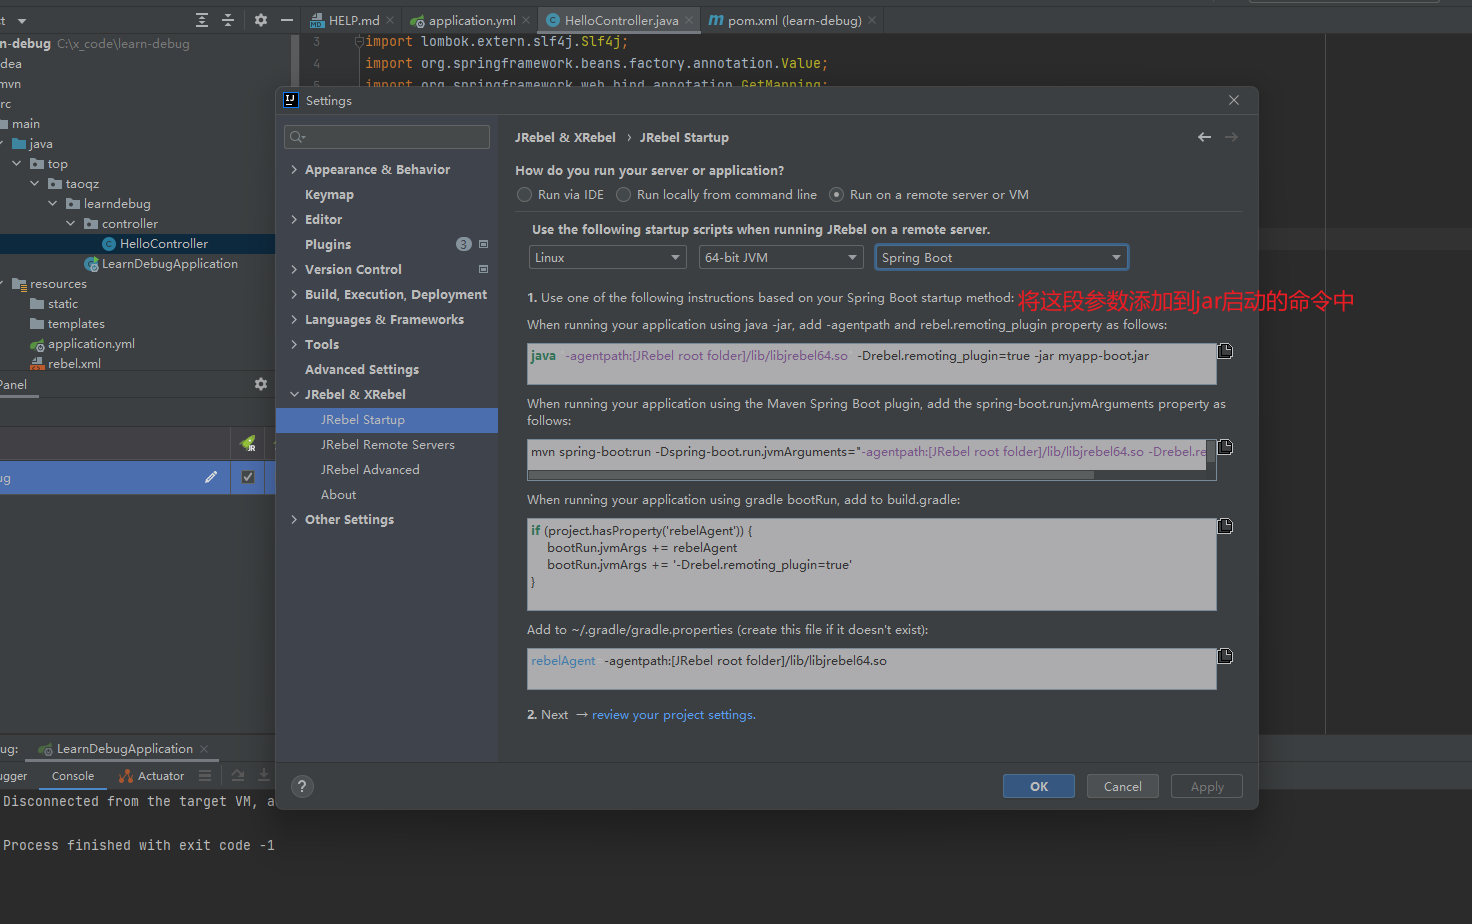 HELP.md
application.yml
HelloController.java
pom.xml (learn-debug)
n-debug C:\x_code\learn-debug
dea
mvn
rc
main
java
top
taoqz
learndebug
controller
HelloController
LearnDebugApplication
resources
static
templates
application.yml
rebel.xml
Panel
3 import lombok.extern.slf4j.Slf4j;
4 import org.springframework.beans.factory.annotation.Value;
5 import org.springframework.web.bind.annotation.GetMapping;
Settings
Appearance & Behavior
Keymap
Editor
Plugins 3
Version Control
Build, Execution, Deployment
Languages & Frameworks
Tools
Advanced Settings
JRebel & XRebel
JRebel Startup
JRebel Remote Servers
JRebel Advanced
About
Other Settings
JRebel & XRebel › JRebel Startup
How do you run your server or application?
Run via IDE Run locally from command line Run on a remote server or VM
Use the following startup scripts when running JRebel on a remote server.
Linux 64-bit JVM Spring Boot
1. Use one of the following instructions based on your Spring Boot startup method: 将这段参数添加到jar启动的命令中
When running your application using java -jar, add -agentpath and rebel.remoting_plugin property as follows:
java -agentpath:[JRebel root folder]/lib/libjrebel64.so -Drebel.remoting_plugin=true -jar myapp-boot.jar
When running your application using the Maven Spring Boot plugin, add the spring-boot.run.jvmArguments property as
follows:
mvn spring-boot:run -Dspring-boot.run.jvmArguments="-agentpath:[JRebel root folder]/lib/libjrebel64.so -Drebel.re
When running your application using gradle bootRun, add to build.gradle:
if (project.hasProperty('rebelAgent')) {
bootRun.jvmArgs += rebelAgent
bootRun.jvmArgs += '-Drebel.remoting_plugin=true'
}
Add to ~/.gradle/gradle.properties (create this file if it doesn't exist):
rebelAgent -agentpath:[JRebel root folder]/lib/libjrebel64.so
2. Next → review your project settings.
? OK Cancel Apply
ug
ug: LearnDebugApplication
ugger Console Actuator
Disconnected from the target VM, a
Process finished with exit code -1